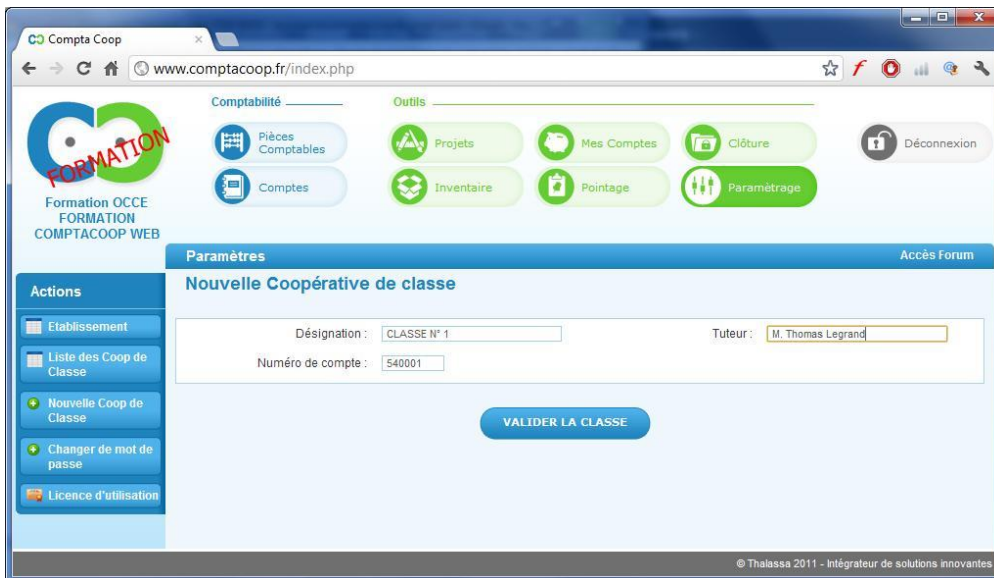 Compta Coop
www.comptacoop.fr/index.php
Comptabilité
Outils
Pièces Comptables
Projets
Mes Comptes
Clôture
Déconnexion
Comptes
Inventaire
Pointage
Paramètrage
FORMATION
Formation OCCE
FORMATION
COMPTACOOP WEB
Paramètres
Accès Forum
Actions
Etablissement
Liste des Coop de
Classe
Nouvelle Coop de
Classe
Changer de mot de
passe
Licence d'utilisation
Nouvelle Coopérative de classe
Désignation : CLASSE N° 1
Tuteur : M. Thomas Legrand
Numéro de compte : 540001
VALIDER LA CLASSE
© Thalassa 2011 - Intégrateur de solutions innovantes